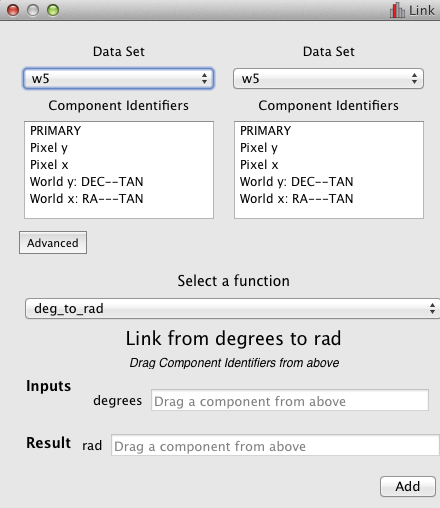 Link
Data Set Data Set
w5 w5
Component Identifiers Component Identifiers
PRIMARY PRIMARY
Pixel y Pixel y
Pixel x Pixel x
World y: DEC--TAN World y: DEC--TAN
World x: RA---TAN World x: RA---TAN
Advanced
Select a function
deg_to_rad
Link from degrees to rad
Drag Component Identifiers from above
Inputs
degrees Drag a component from above
Result rad Drag a component from above
Add